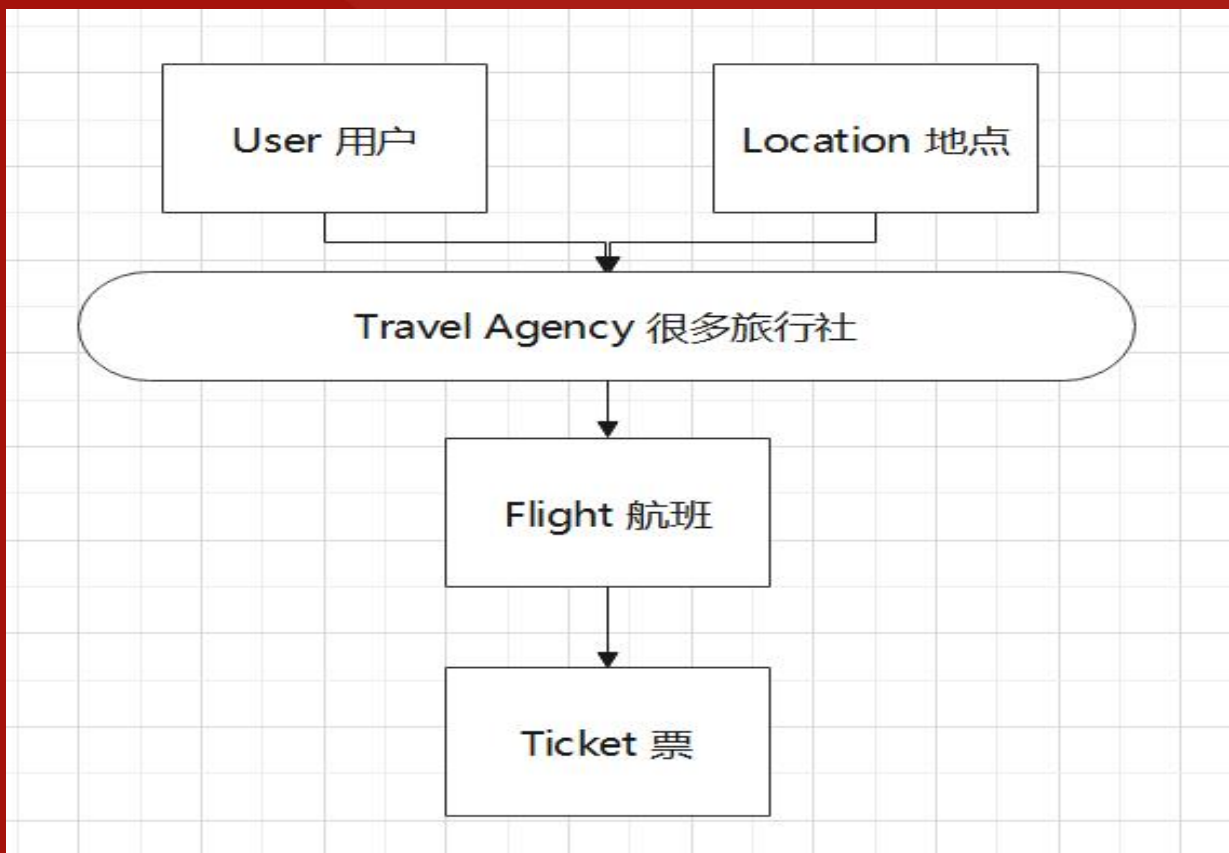 User 用户
Location 地点
Travel Agency 很多旅行社
Flight 航班
Ticket 票